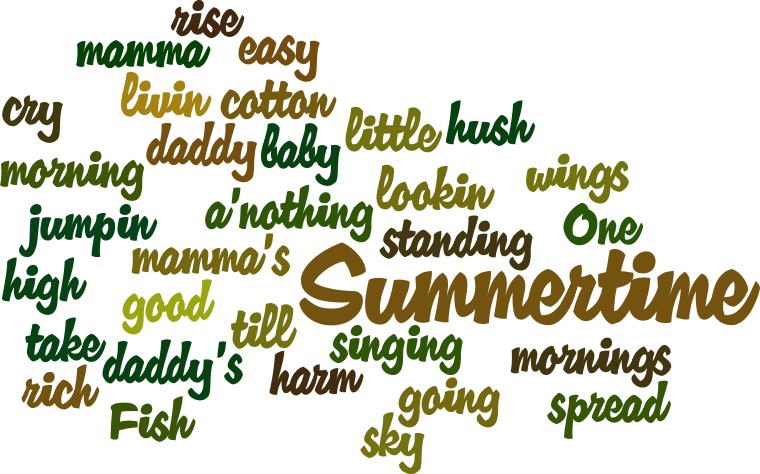 rise
mamma easy
livin cotton
cry
daddy baby little hush
morning lookin wings
jumpin a'nothing standing One
mamma's
high good till Summertime
take daddy's harm singing mornings
rich Fish going spread
sky